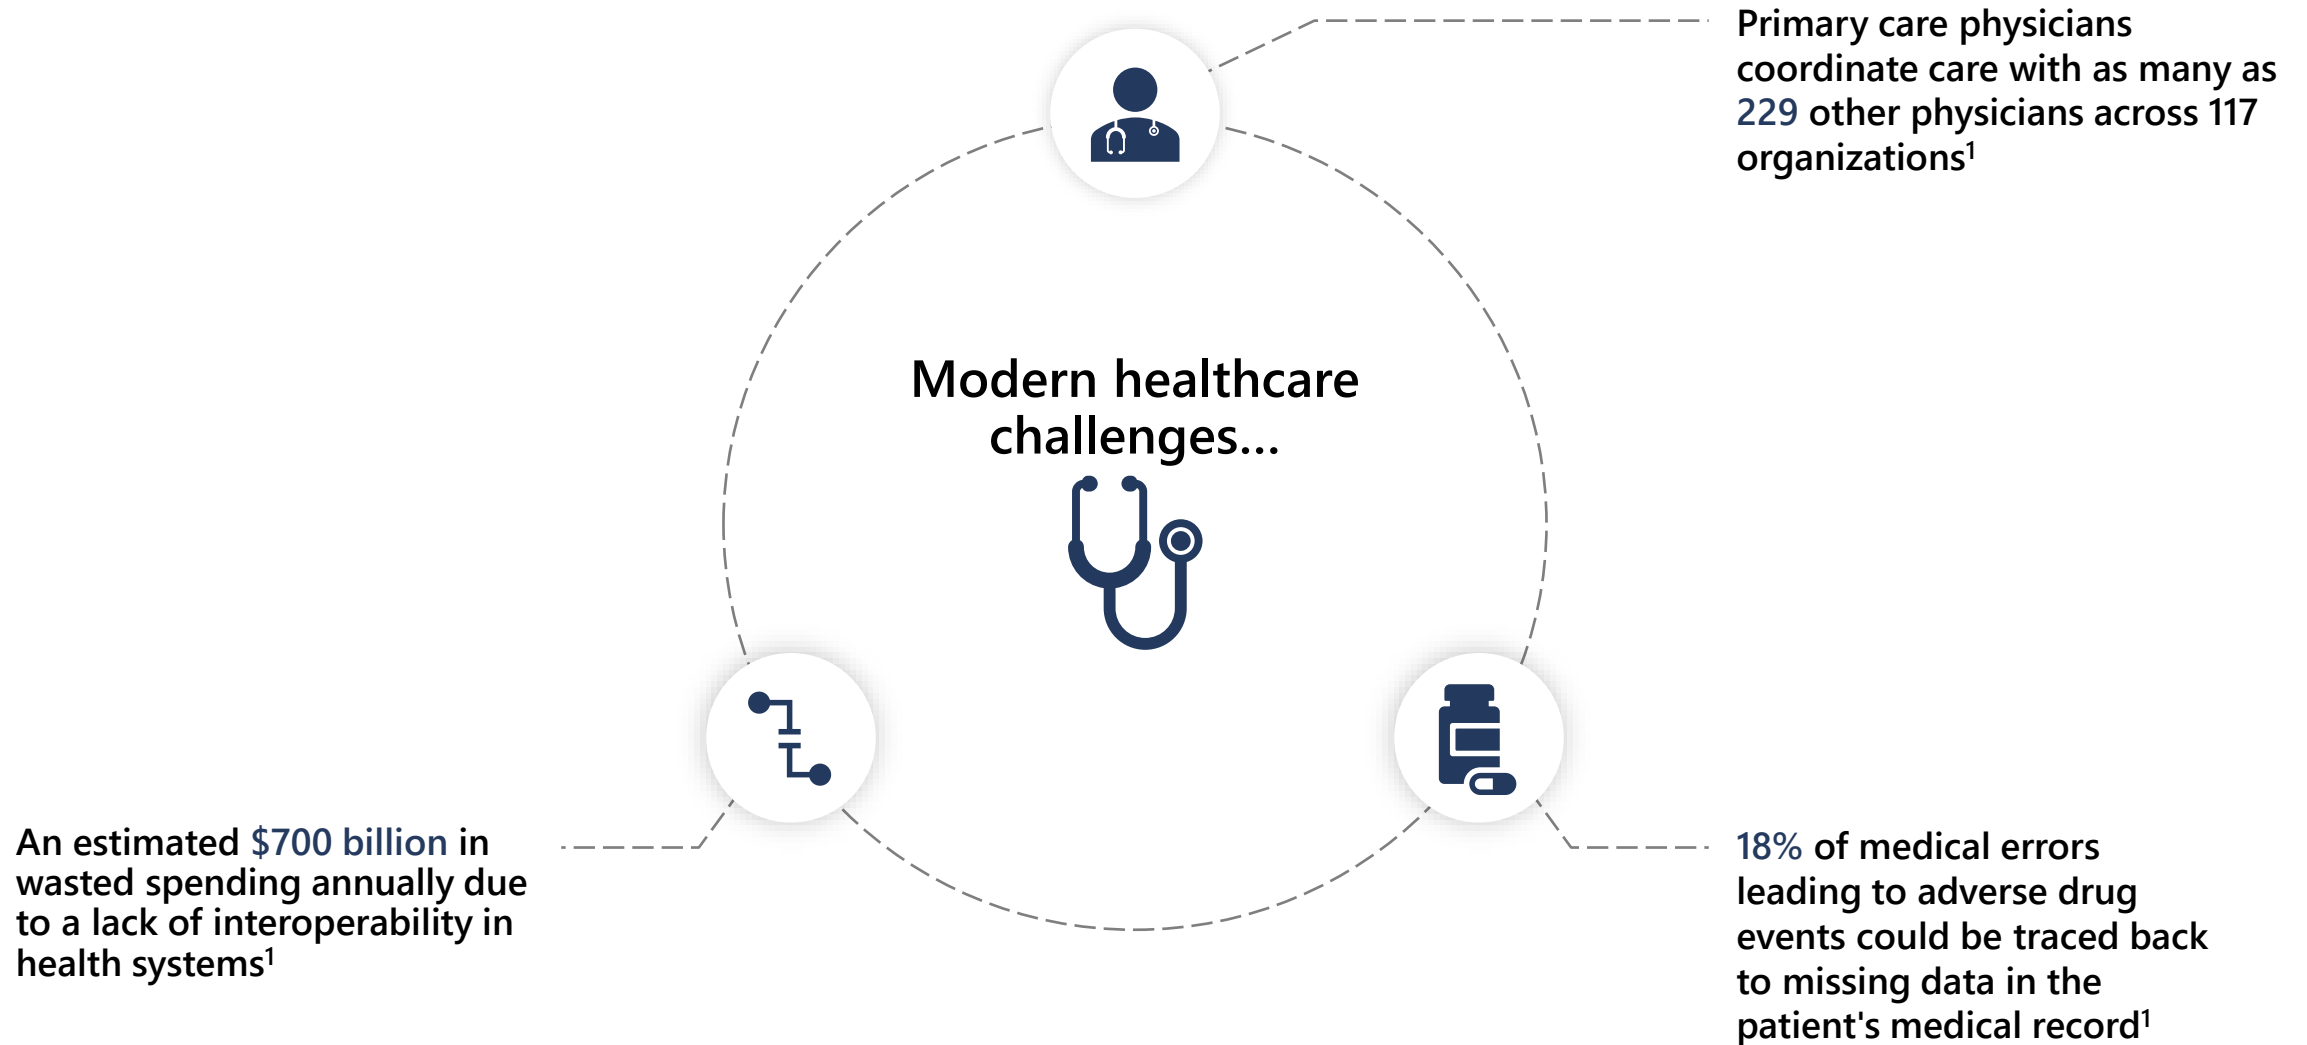 Primary care physicians
coordinate care with as many as
229 other physicians across 117
organizations¹
Modern healthcare
challenges...
An estimated $700 billion in
wasted spending annually due
to a lack of interoperability in
health systems¹
18% of medical errors
leading to adverse drug
events could be traced back
to missing data in the
patient's medical record¹